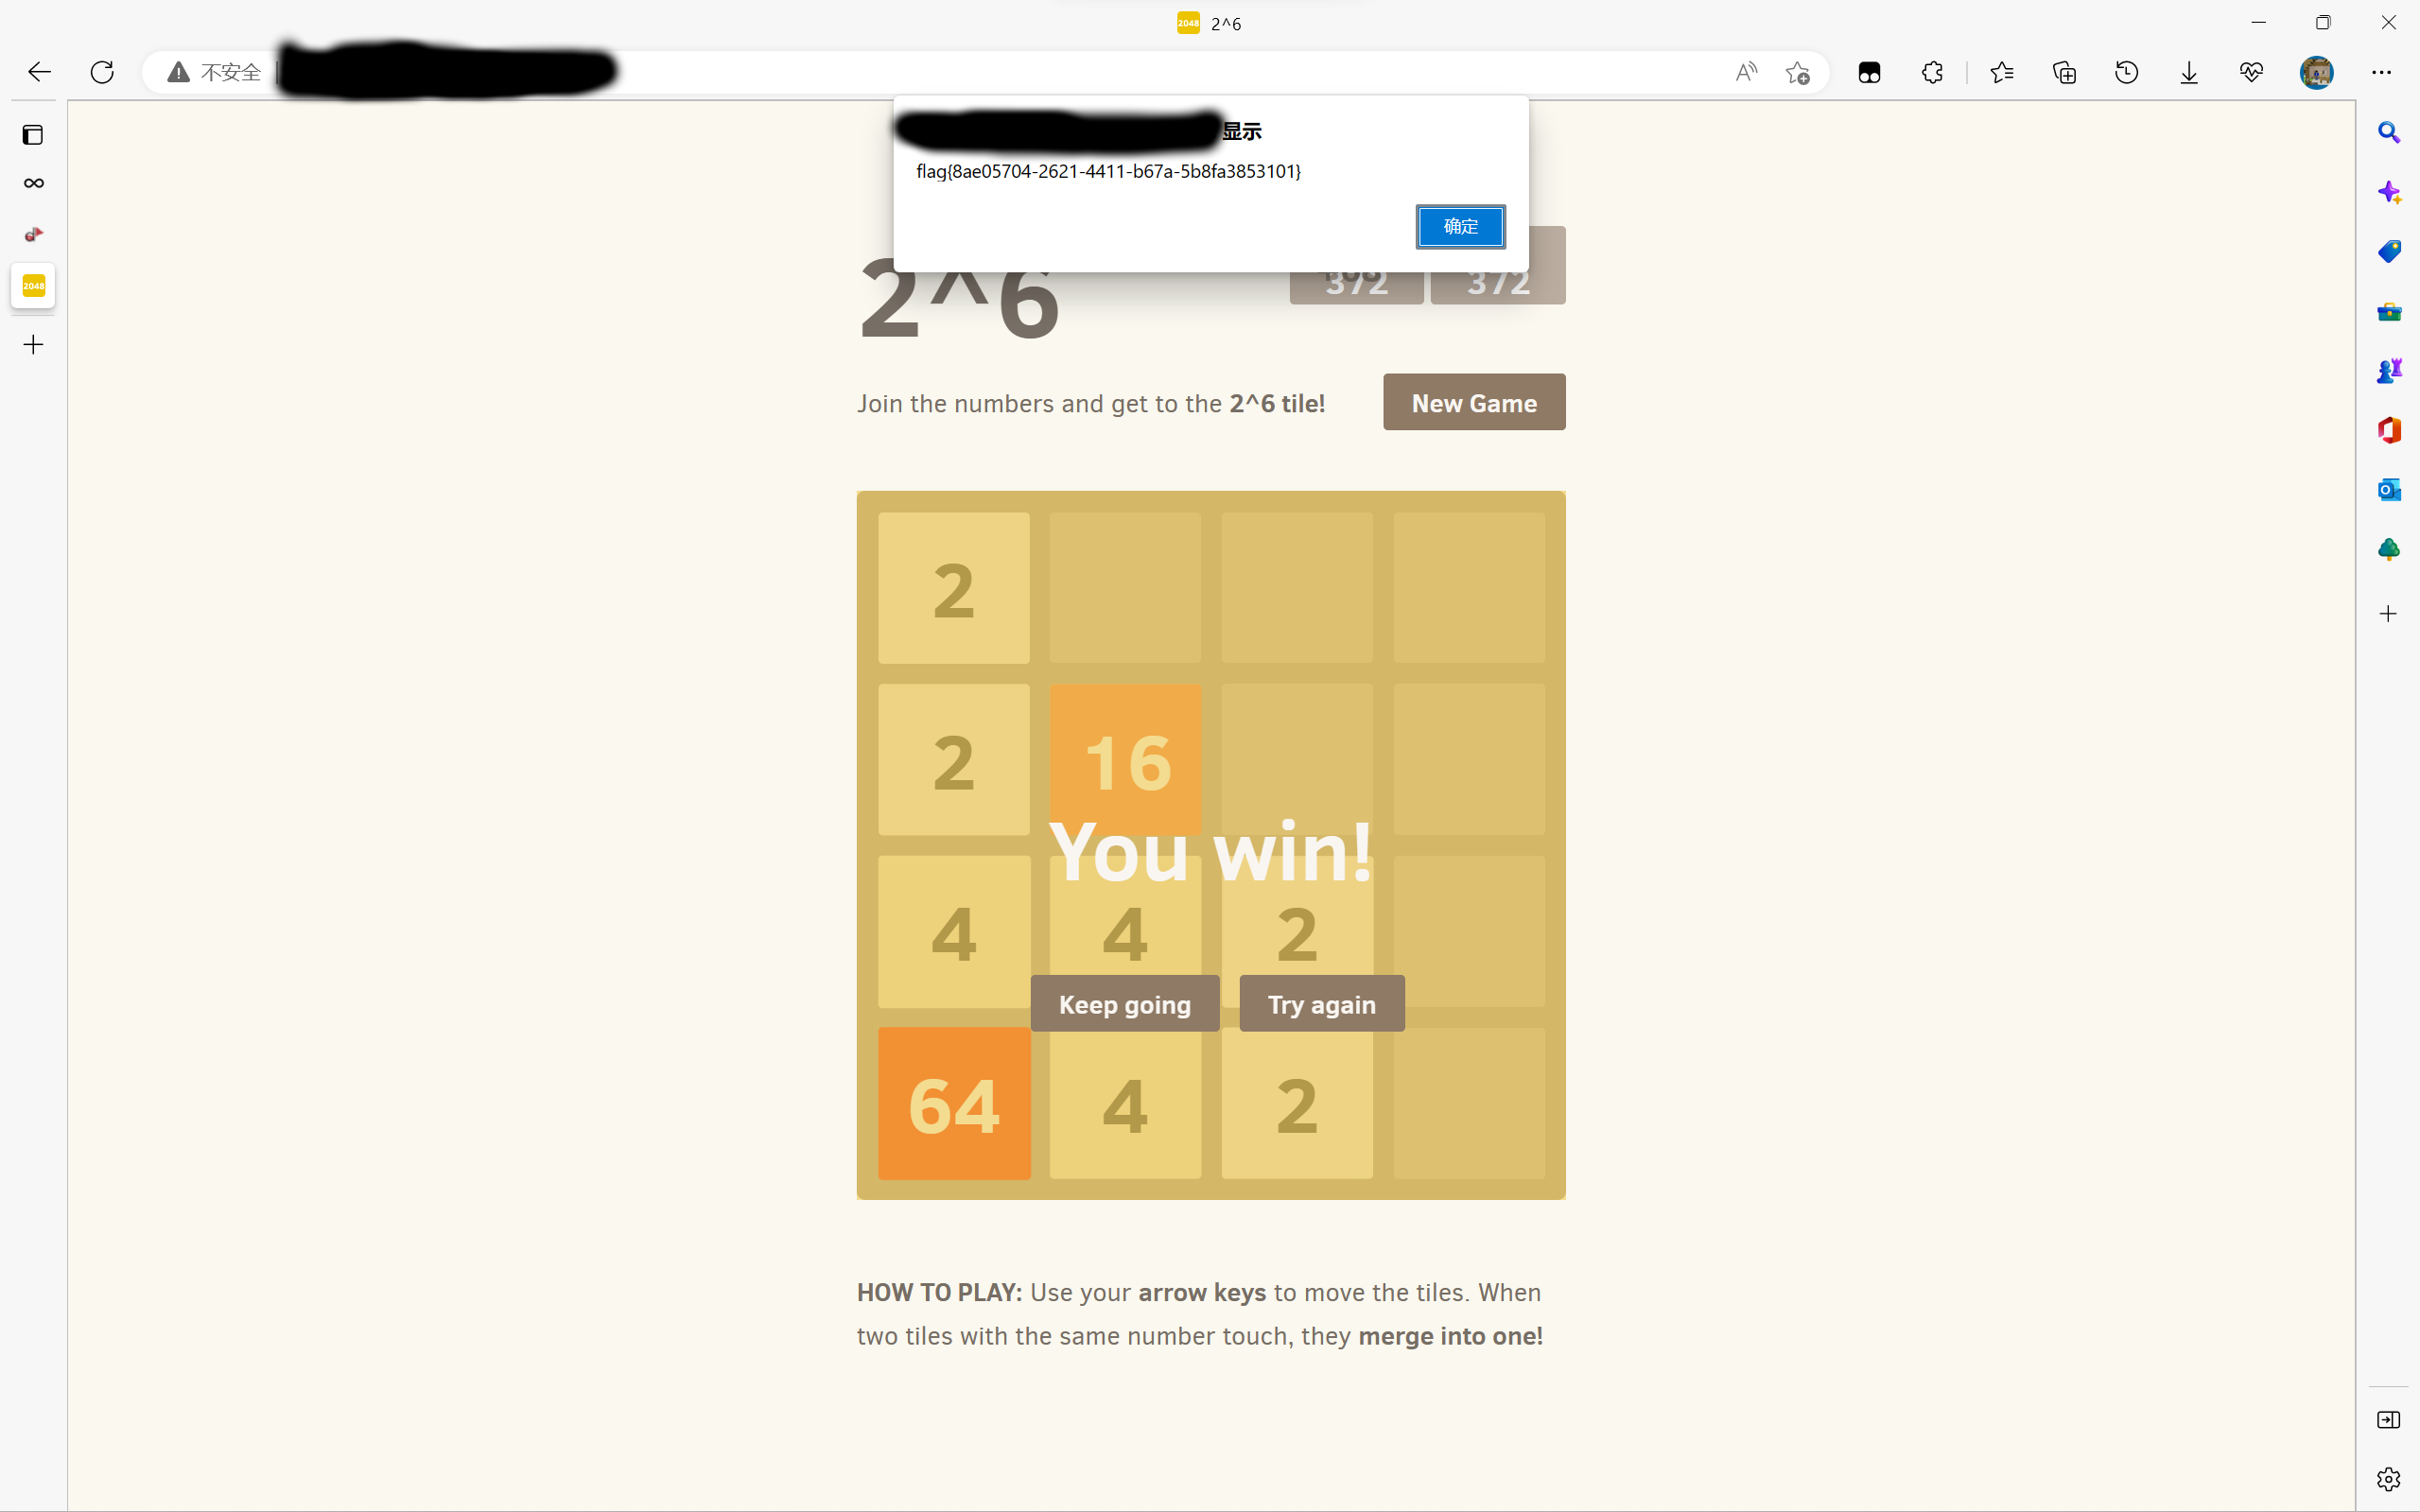 2048 2^6
不安全
显示
flag{8ae05704-2621-4411-b67a-5b8fa3853101}
确定
2^6
372 372
Join the numbers and get to the 2^6 tile!
New Game
2048
2
2 16
You win!
4 4 2
Keep going Try again
64 4 2
HOW TO PLAY: Use your arrow keys to move the tiles. When
two tiles with the same number touch, they merge into one!